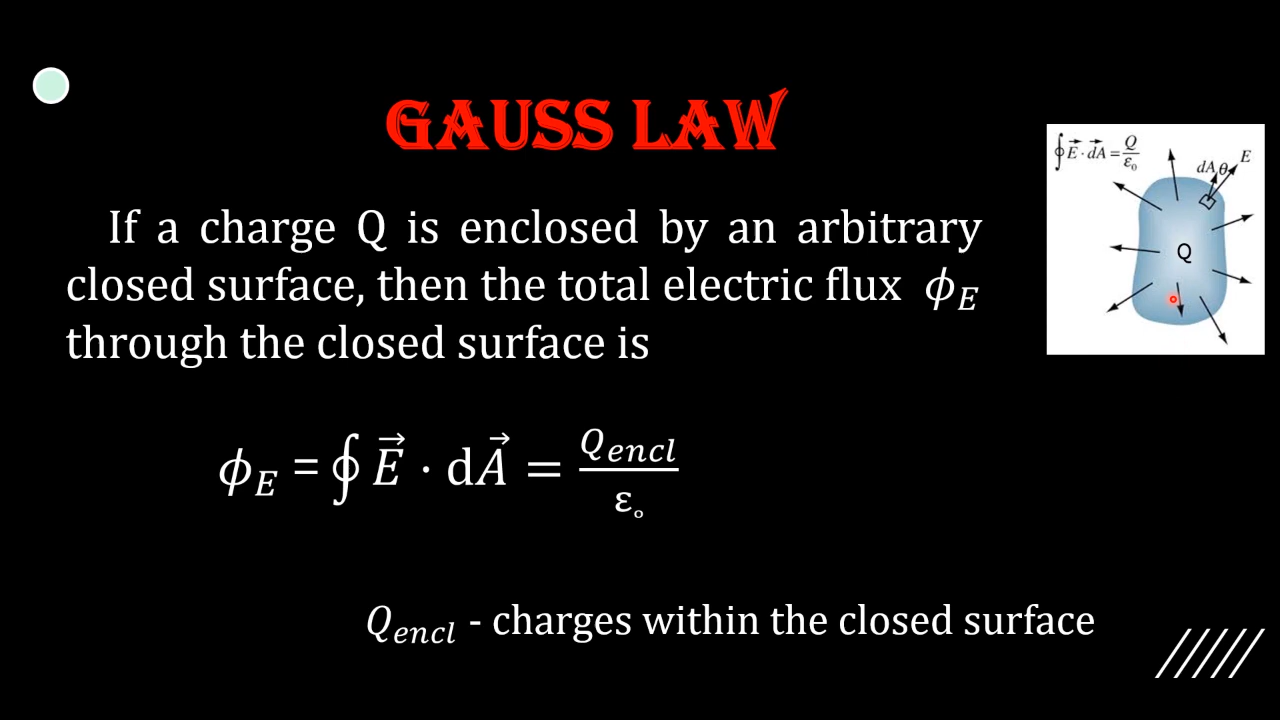 GAUSS LAW
If a charge Q is enclosed by an arbitrary
closed surface, then the total electric flux ϕ_E
through the closed surface is
ϕ_E = ∮ E⃗ · dA⃗ = Q_encl / ε₀
Q_encl - charges within the closed surface
∮ E⃗ · dA⃗ = Q / ε₀
dA θ E
Q